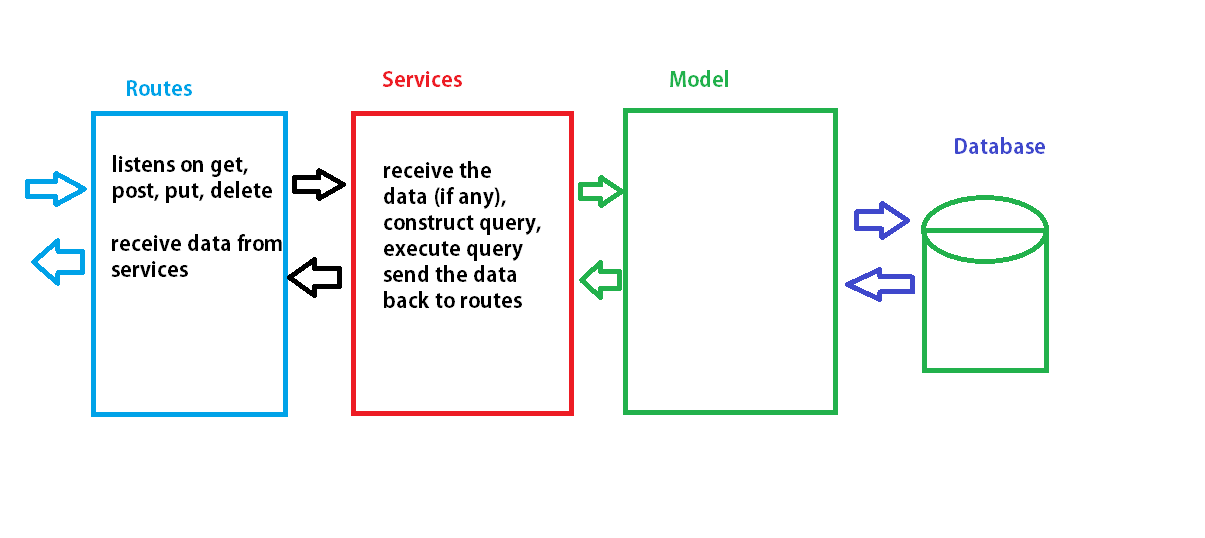 Routes
listens on get,
post, put, delete
receive data from
services
Services
receive the
data (if any),
construct query,
execute query
send the data
back to routes
Model
Database